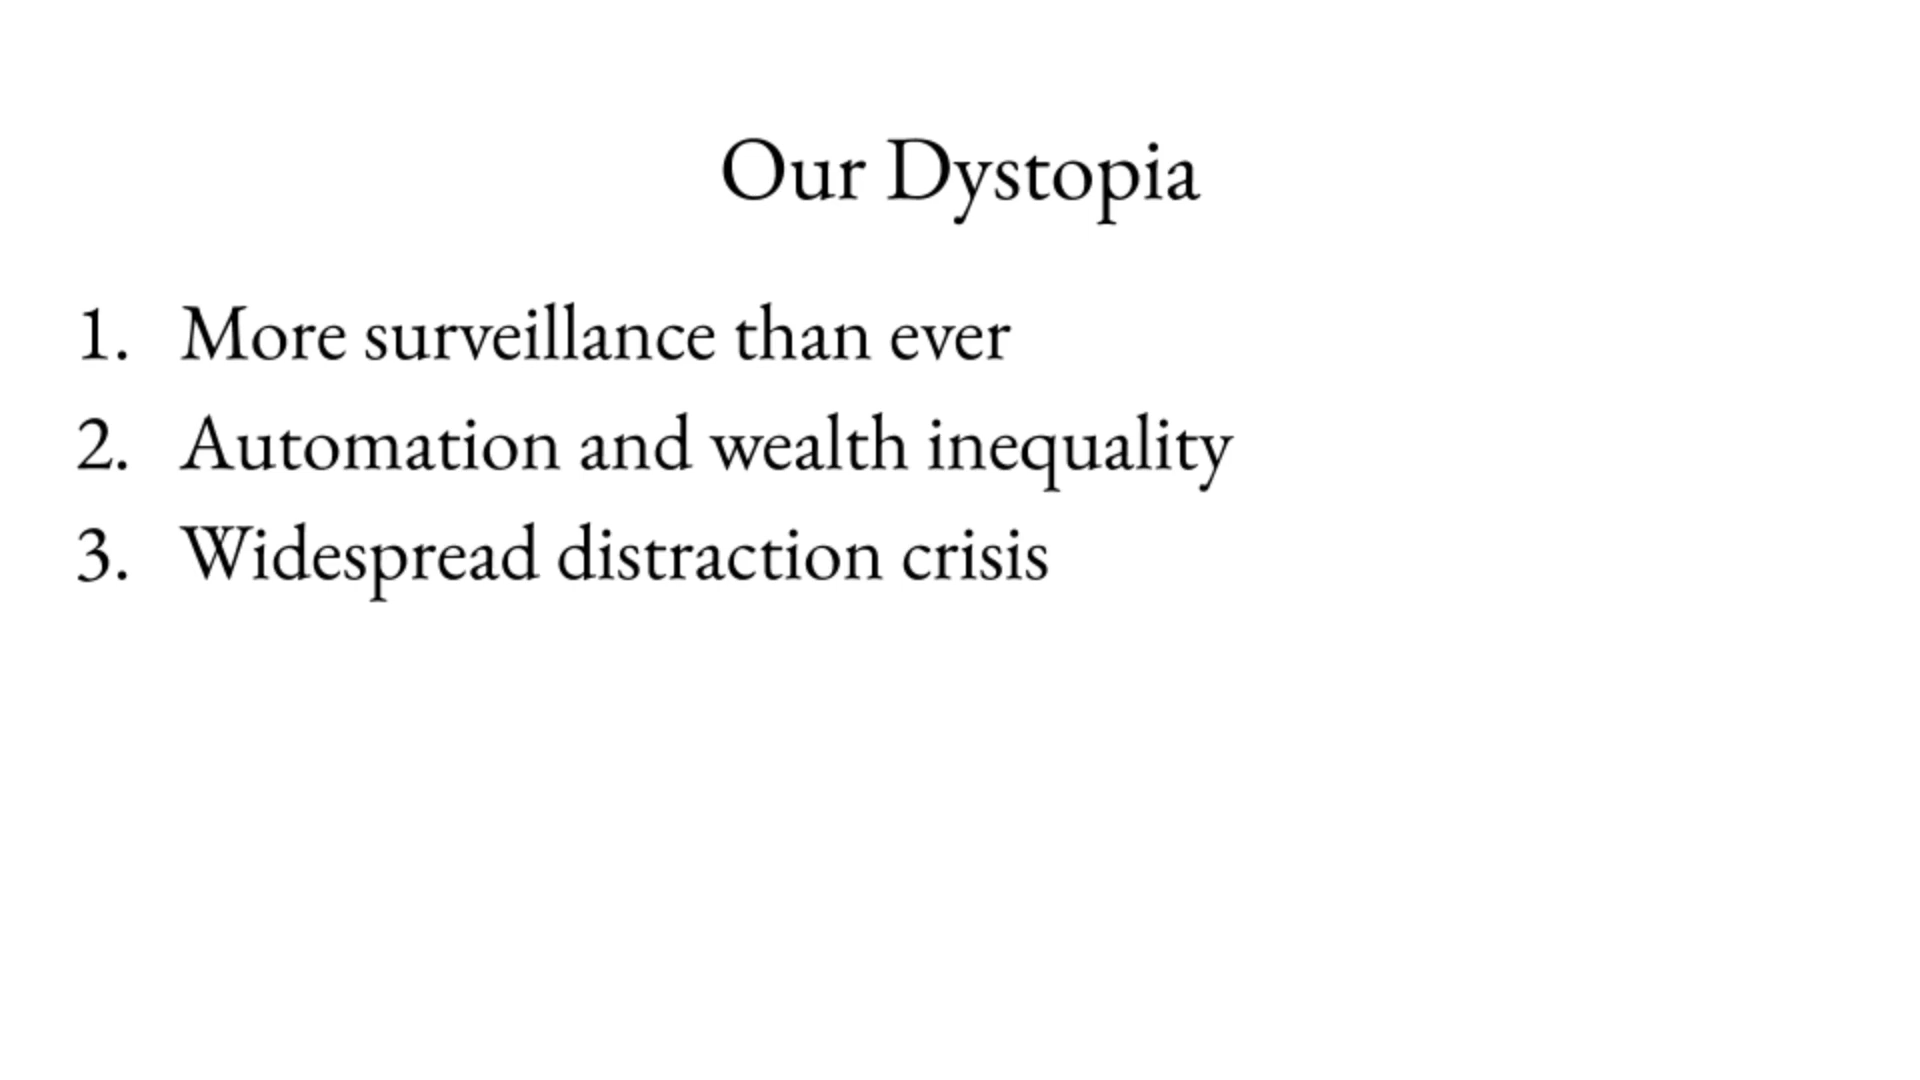 Our Dystopia
1. More surveillance than ever
2. Automation and wealth inequality
3. Widespread distraction crisis